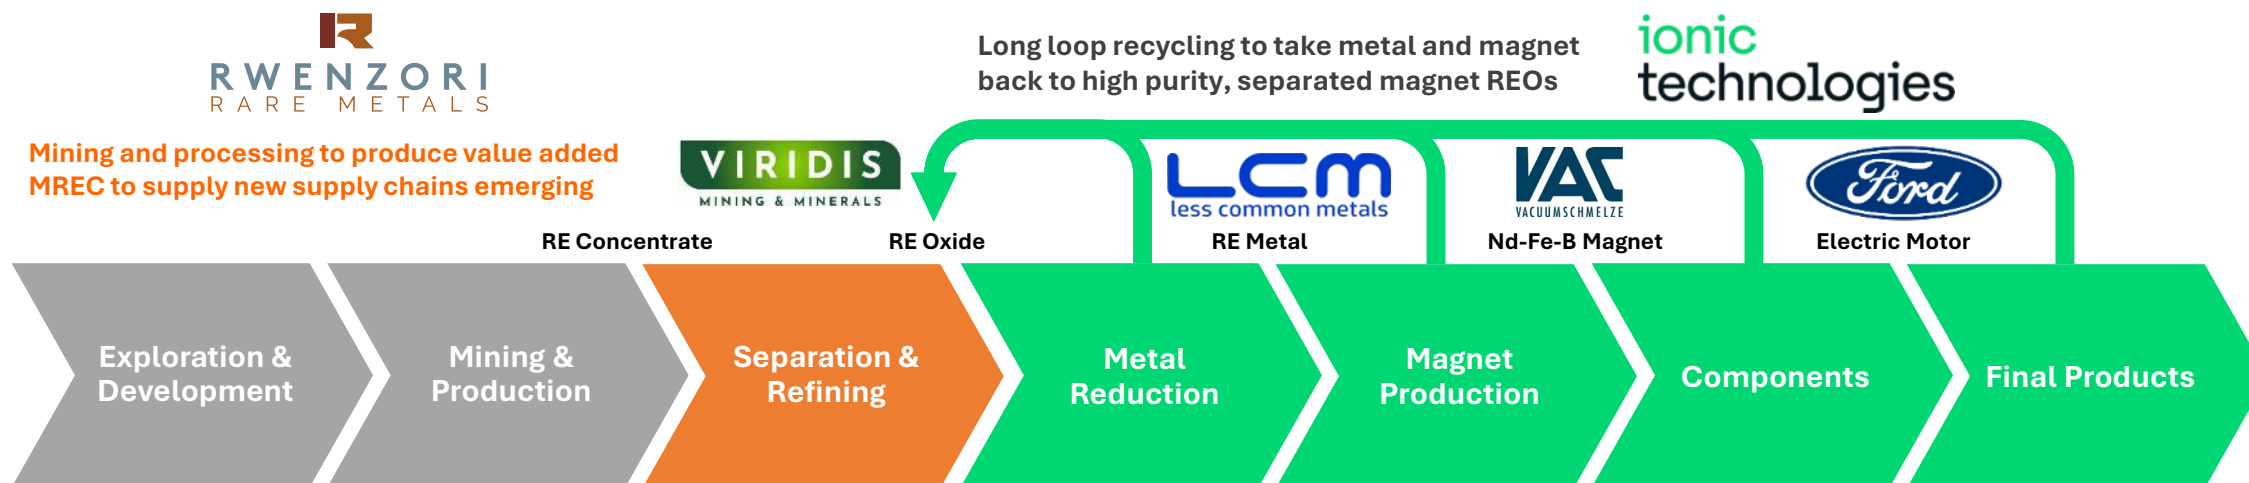 RWENZORI
RARE METALS
Mining and processing to produce value added
MREC to supply new supply chains emerging
Long loop recycling to take metal and magnet
back to high purity, separated magnet REOs
ionic
technologies
VIRIDIS
MINING & MINERALS
LCM
less common metals
VAC
VACUUMSCHMELZE
Ford
RE Concentrate
RE Oxide
RE Metal
Nd-Fe-B Magnet
Electric Motor
Exploration &
Development
Mining &
Production
Separation &
Refining
Metal
Reduction
Magnet
Production
Components
Final Products